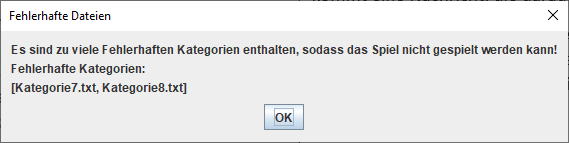 Fehlerhafte Dateien
Es sind zu viele Fehlerhaften Kategorien enthalten, sodass das Spiel nicht gespielt werden kann!
Fehlerhafte Kategorien:
[Kategorie7.txt, Kategorie8.txt]
OK